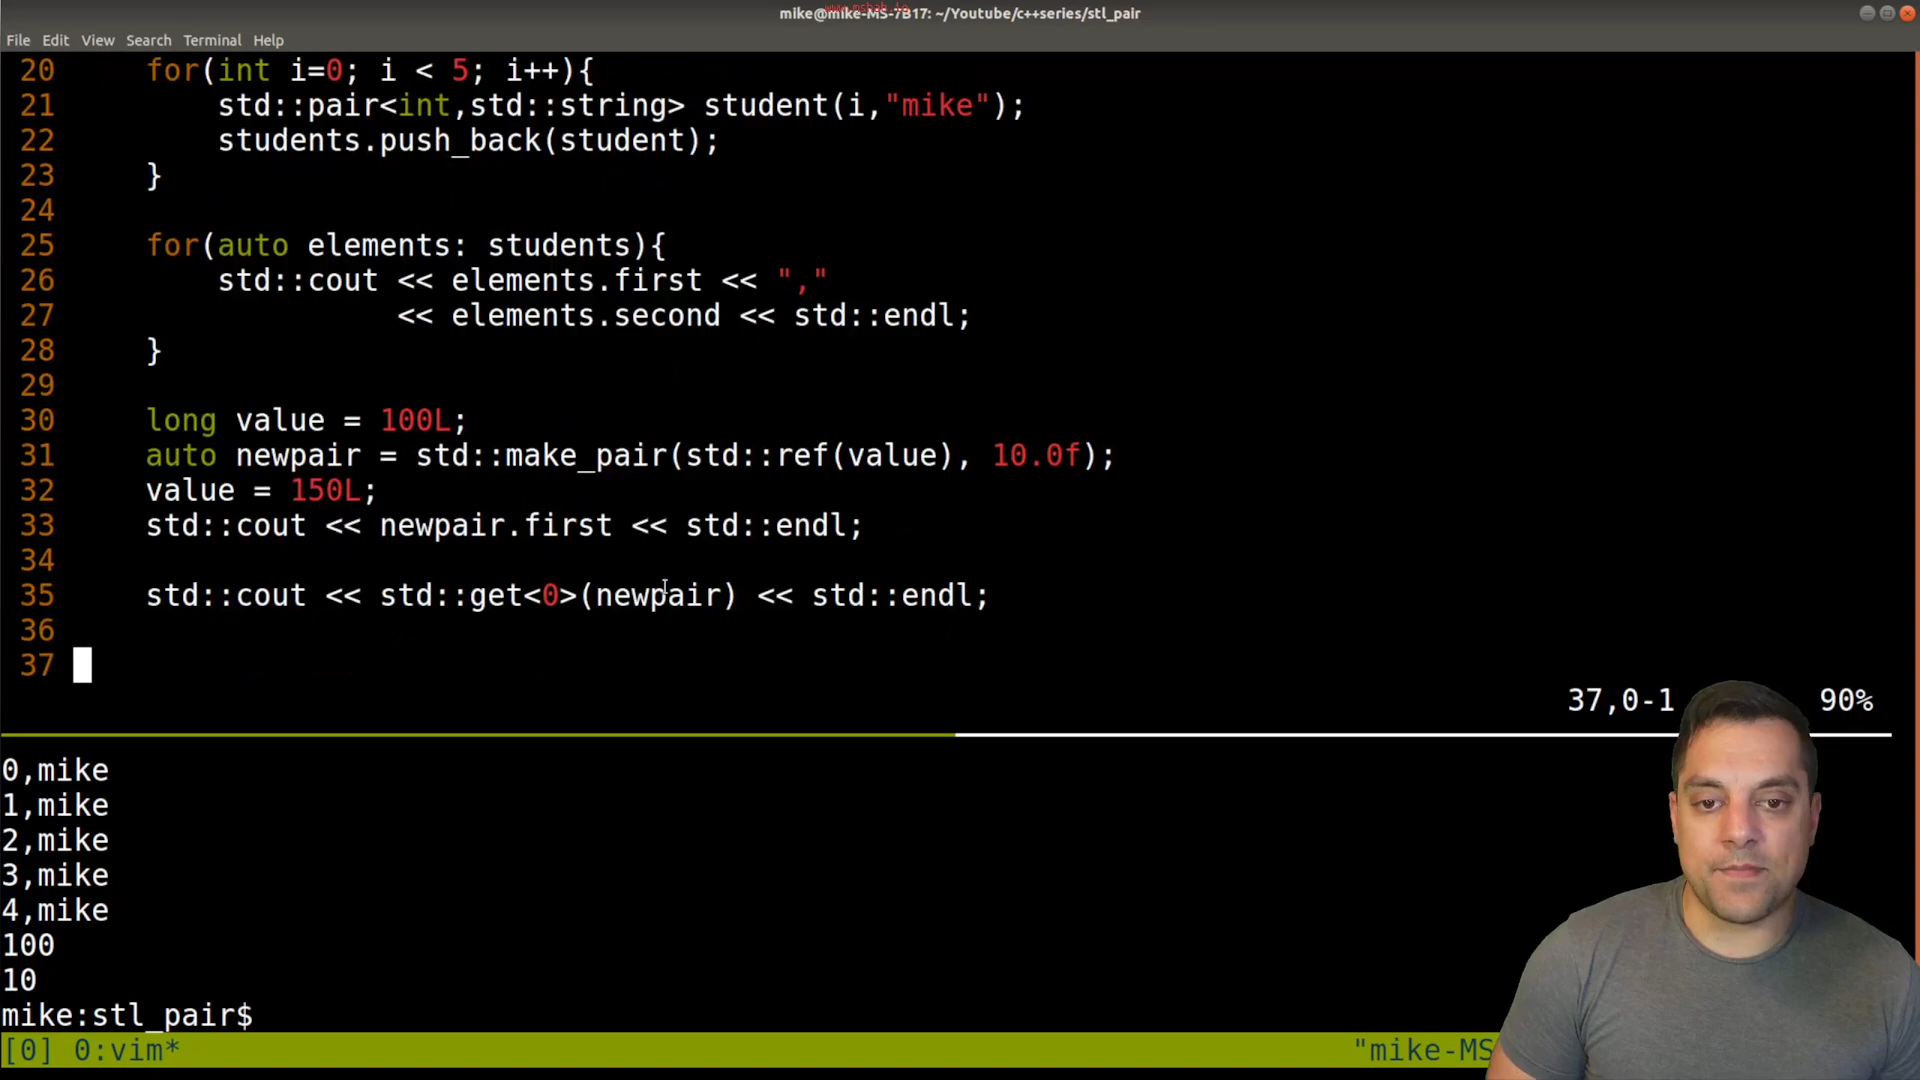 www.mshah.io
mike@mike-MS-7B17: ~/Youtube/c++series/stl_pair
File Edit View Search Terminal Help
20 for(int i=0; i < 5; i++){
21 std::pair<int,std::string> student(i,"mike");
22 students.push_back(student);
23 }
24
25 for(auto elements: students){
26 std::cout << elements.first << ","
27 << elements.second << std::endl;
28 }
29
30 long value = 100L;
31 auto newpair = std::make_pair(std::ref(value), 10.0f);
32 value = 150L;
33 std::cout << newpair.first << std::endl;
34
35 std::cout << std::get<0>(newpair) << std::endl;
36
37
37,0-1 90%
0,mike
1,mike
2,mike
3,mike
4,mike
100
10
mike:stl_pair$
[0] 0:vim* "mike-MS